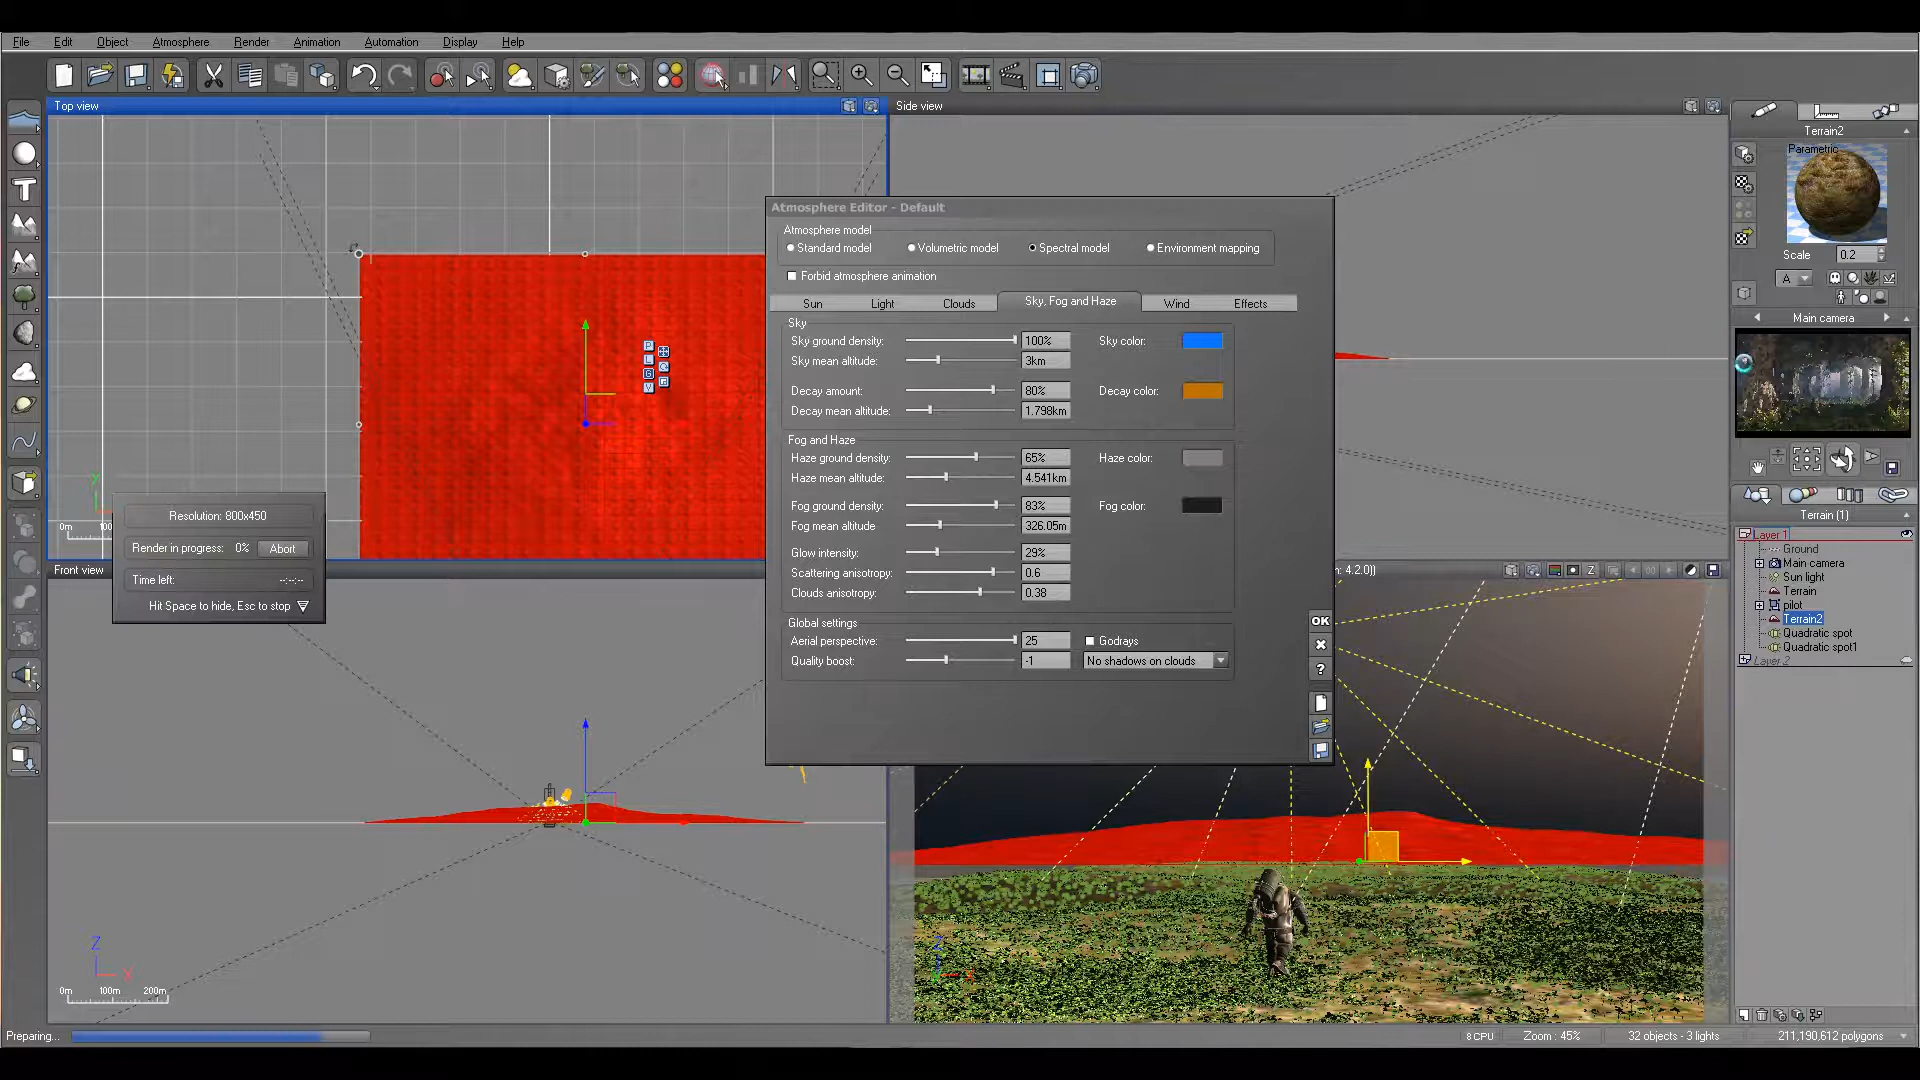 File Edit Object Atmosphere Render Animation Automation Display Help
Top view
Side view
Terrain2
Parametric
Scale 0.2
A
Main camera
Atmosphere Editor - Default
Atmosphere model
Standard model Volumetric model Spectral model Environment mapping
Forbid atmosphere animation
Sun Light Clouds Sky, Fog and Haze Wind Effects
Sky
Sky ground density: 100% Sky color:
Sky mean altitude: 3km
Decay amount: 80% Decay color:
Decay mean altitude: 1.798km
Fog and Haze
Haze ground density: 65% Haze color:
Haze mean altitude: 4.541km
Fog ground density: 83% Fog color:
Fog mean altitude 326.05m
Glow intensity: 29%
Scattering anisotropy: 0.6
Clouds anisotropy: 0.38
Global settings
Aerial perspective: 25 Godrays
Quality boost: -1 No shadows on clouds
OK
?
P
L
G
V
Y
0m
Resolution: 800x450
Render in progress: 0% Abort
Time left: --:--:--
Hit Space to hide, Esc to stop
Front view
Z
X
0m 100m 200m
: 4.2.0))
Z
Z
X
Terrain (1)
Layer 1
Ground
Main camera
Sun light
Terrain
pilot
Terrain2
Quadratic spot
Quadratic spot1
Layer 2
Preparing...
8 CPU Zoom : 45% 32 objects - 3 lights 211,190,612 polygons